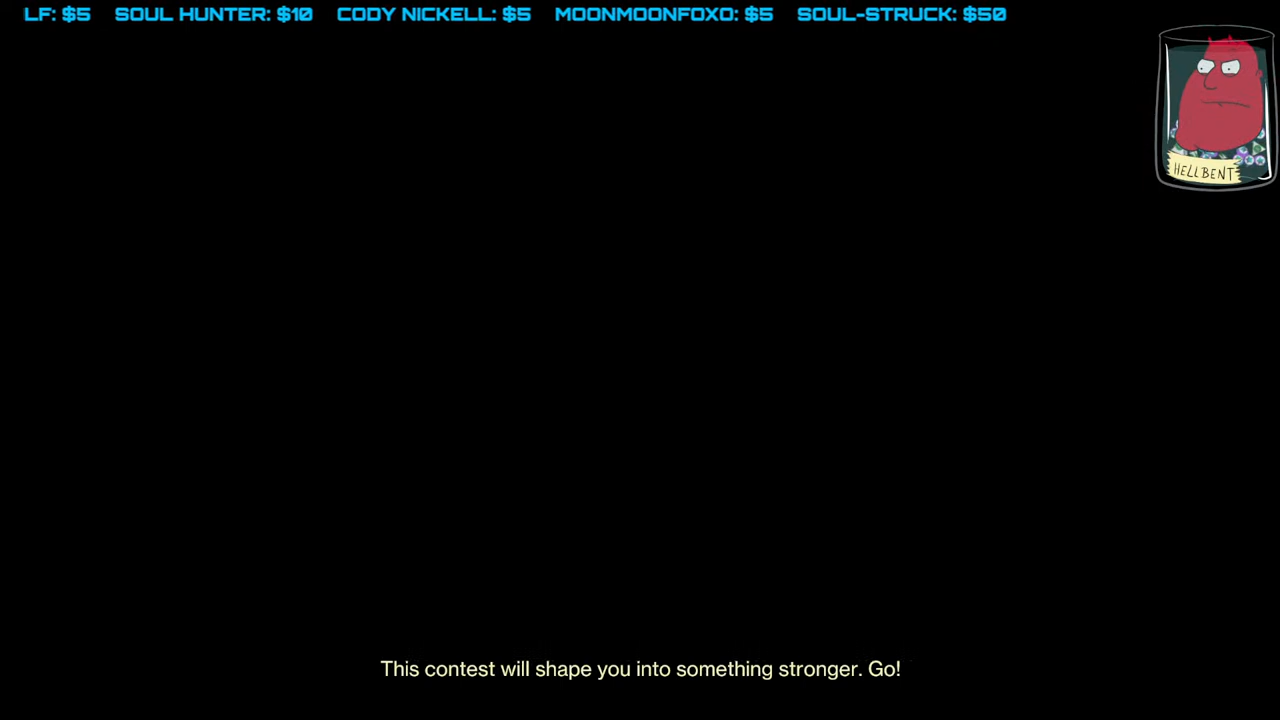 LF: $5 SOUL HUNTER: $10 CODY NICKELL: $5 MOONMOONFOXO: $5 SOUL-STRUCK: $50
HELLBENT
This contest will shape you into something stronger. Go!